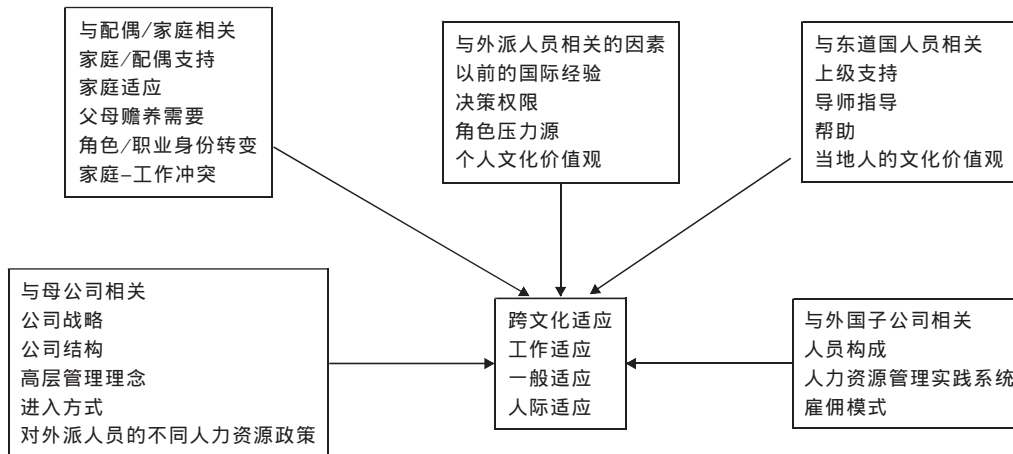 与配偶/家庭相关
家庭/配偶支持
家庭适应
父母赡养需要
角色/职业身份转变
家庭–工作冲突
与外派人员相关的因素
以前的国际经验
决策权限
角色压力源
个人文化价值观
与东道国人员相关
上级支持
导师指导
帮助
当地人的文化价值观
与母公司相关
公司战略
公司结构
高层管理理念
进入方式
对外派人员的不同人力资源政策
跨文化适应
工作适应
一般适应
人际适应
与外国子公司相关
人员构成
人力资源管理实践系统
雇佣模式